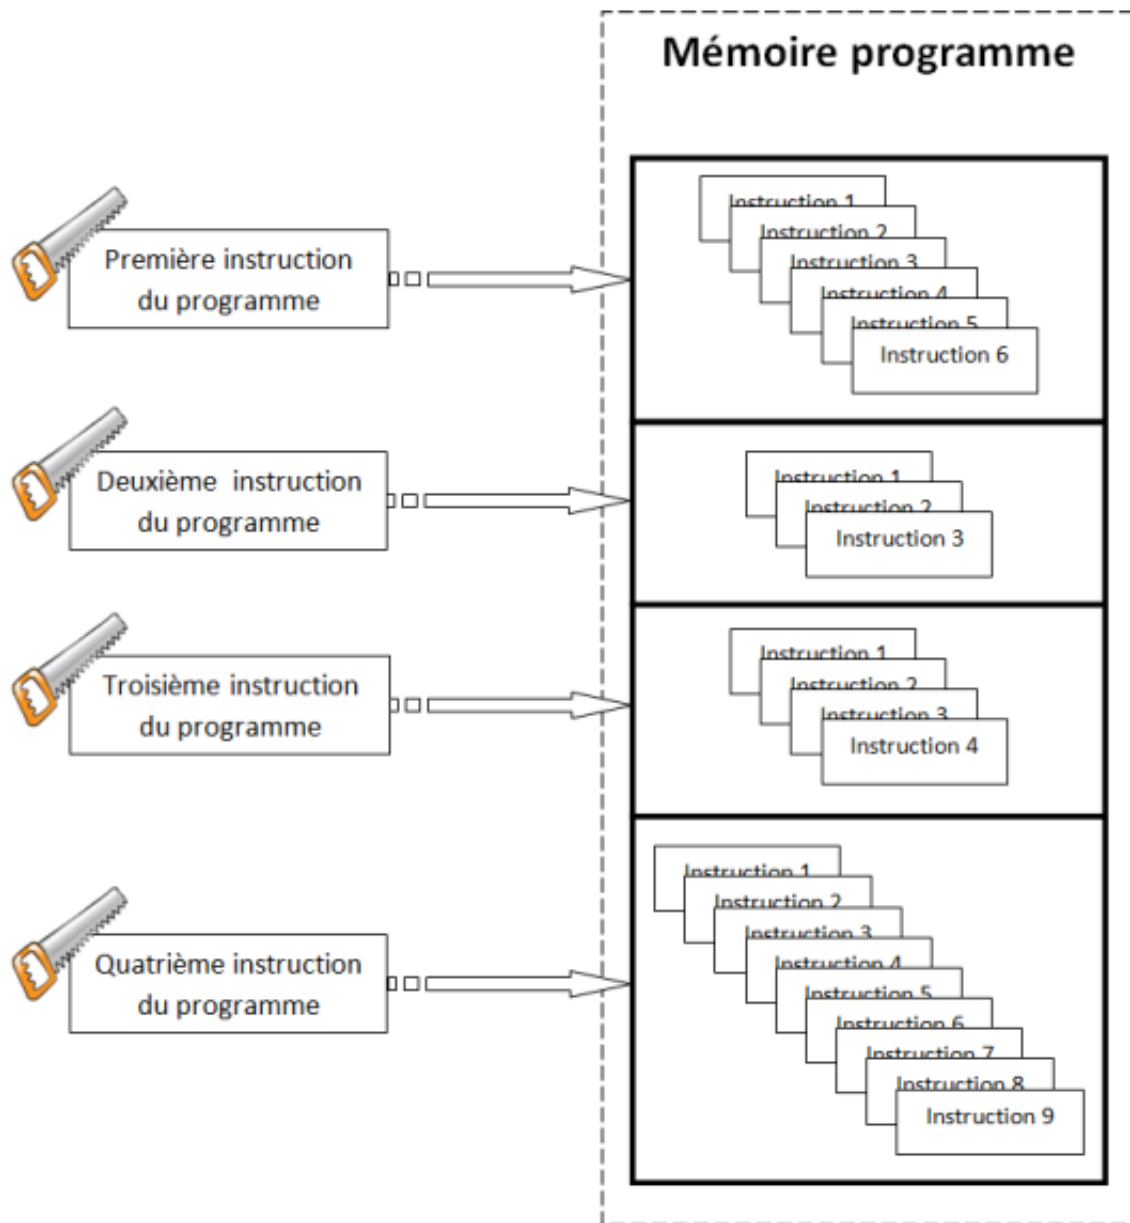 Mémoire programme
Première instruction
du programme
Instruction 1
Instruction 2
Instruction 3
Instruction 4
Instruction 5
Instruction 6
Deuxième instruction
du programme
Instruction 1
Instruction 2
Instruction 3
Troisième instruction
du programme
Instruction 1
Instruction 2
Instruction 3
Instruction 4
Quatrième instruction
du programme
Instruction 1
Instruction 2
Instruction 3
Instruction 4
Instruction 5
Instruction 6
Instruction 7
Instruction 8
Instruction 9